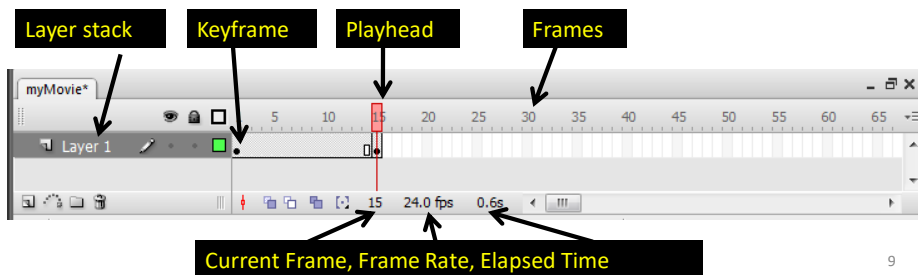 Layer stack Keyframe Playhead Frames
myMovie*
5 10 15 20 25 30 35 40 45 50 55 60 65
Layer 1
15 24.0 fps 0.6s
Current Frame, Frame Rate, Elapsed Time
9